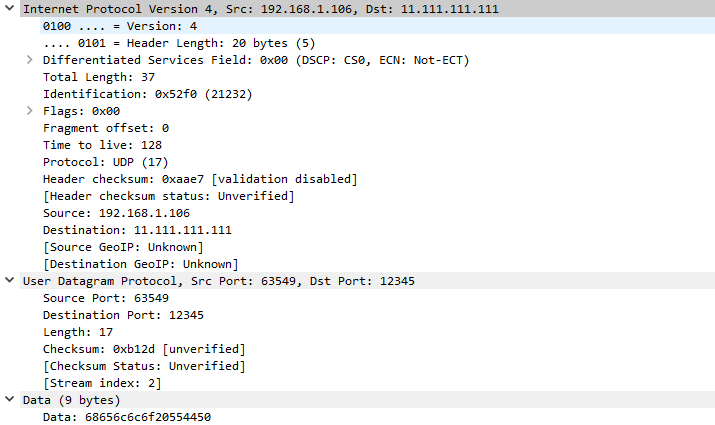 Internet Protocol Version 4, Src: 192.168.1.106, Dst: 11.111.111.111
0100 .... = Version: 4
.... 0101 = Header Length: 20 bytes (5)
Differentiated Services Field: 0x00 (DSCP: CS0, ECN: Not-ECT)
Total Length: 37
Identification: 0x52f0 (21232)
Flags: 0x00
Fragment offset: 0
Time to live: 128
Protocol: UDP (17)
Header checksum: 0xaae7 [validation disabled]
[Header checksum status: Unverified]
Source: 192.168.1.106
Destination: 11.111.111.111
[Source GeoIP: Unknown]
[Destination GeoIP: Unknown]
User Datagram Protocol, Src Port: 63549, Dst Port: 12345
Source Port: 63549
Destination Port: 12345
Length: 17
Checksum: 0xb12d [unverified]
[Checksum Status: Unverified]
[Stream index: 2]
Data (9 bytes)
Data: 68656c6c6f20554450